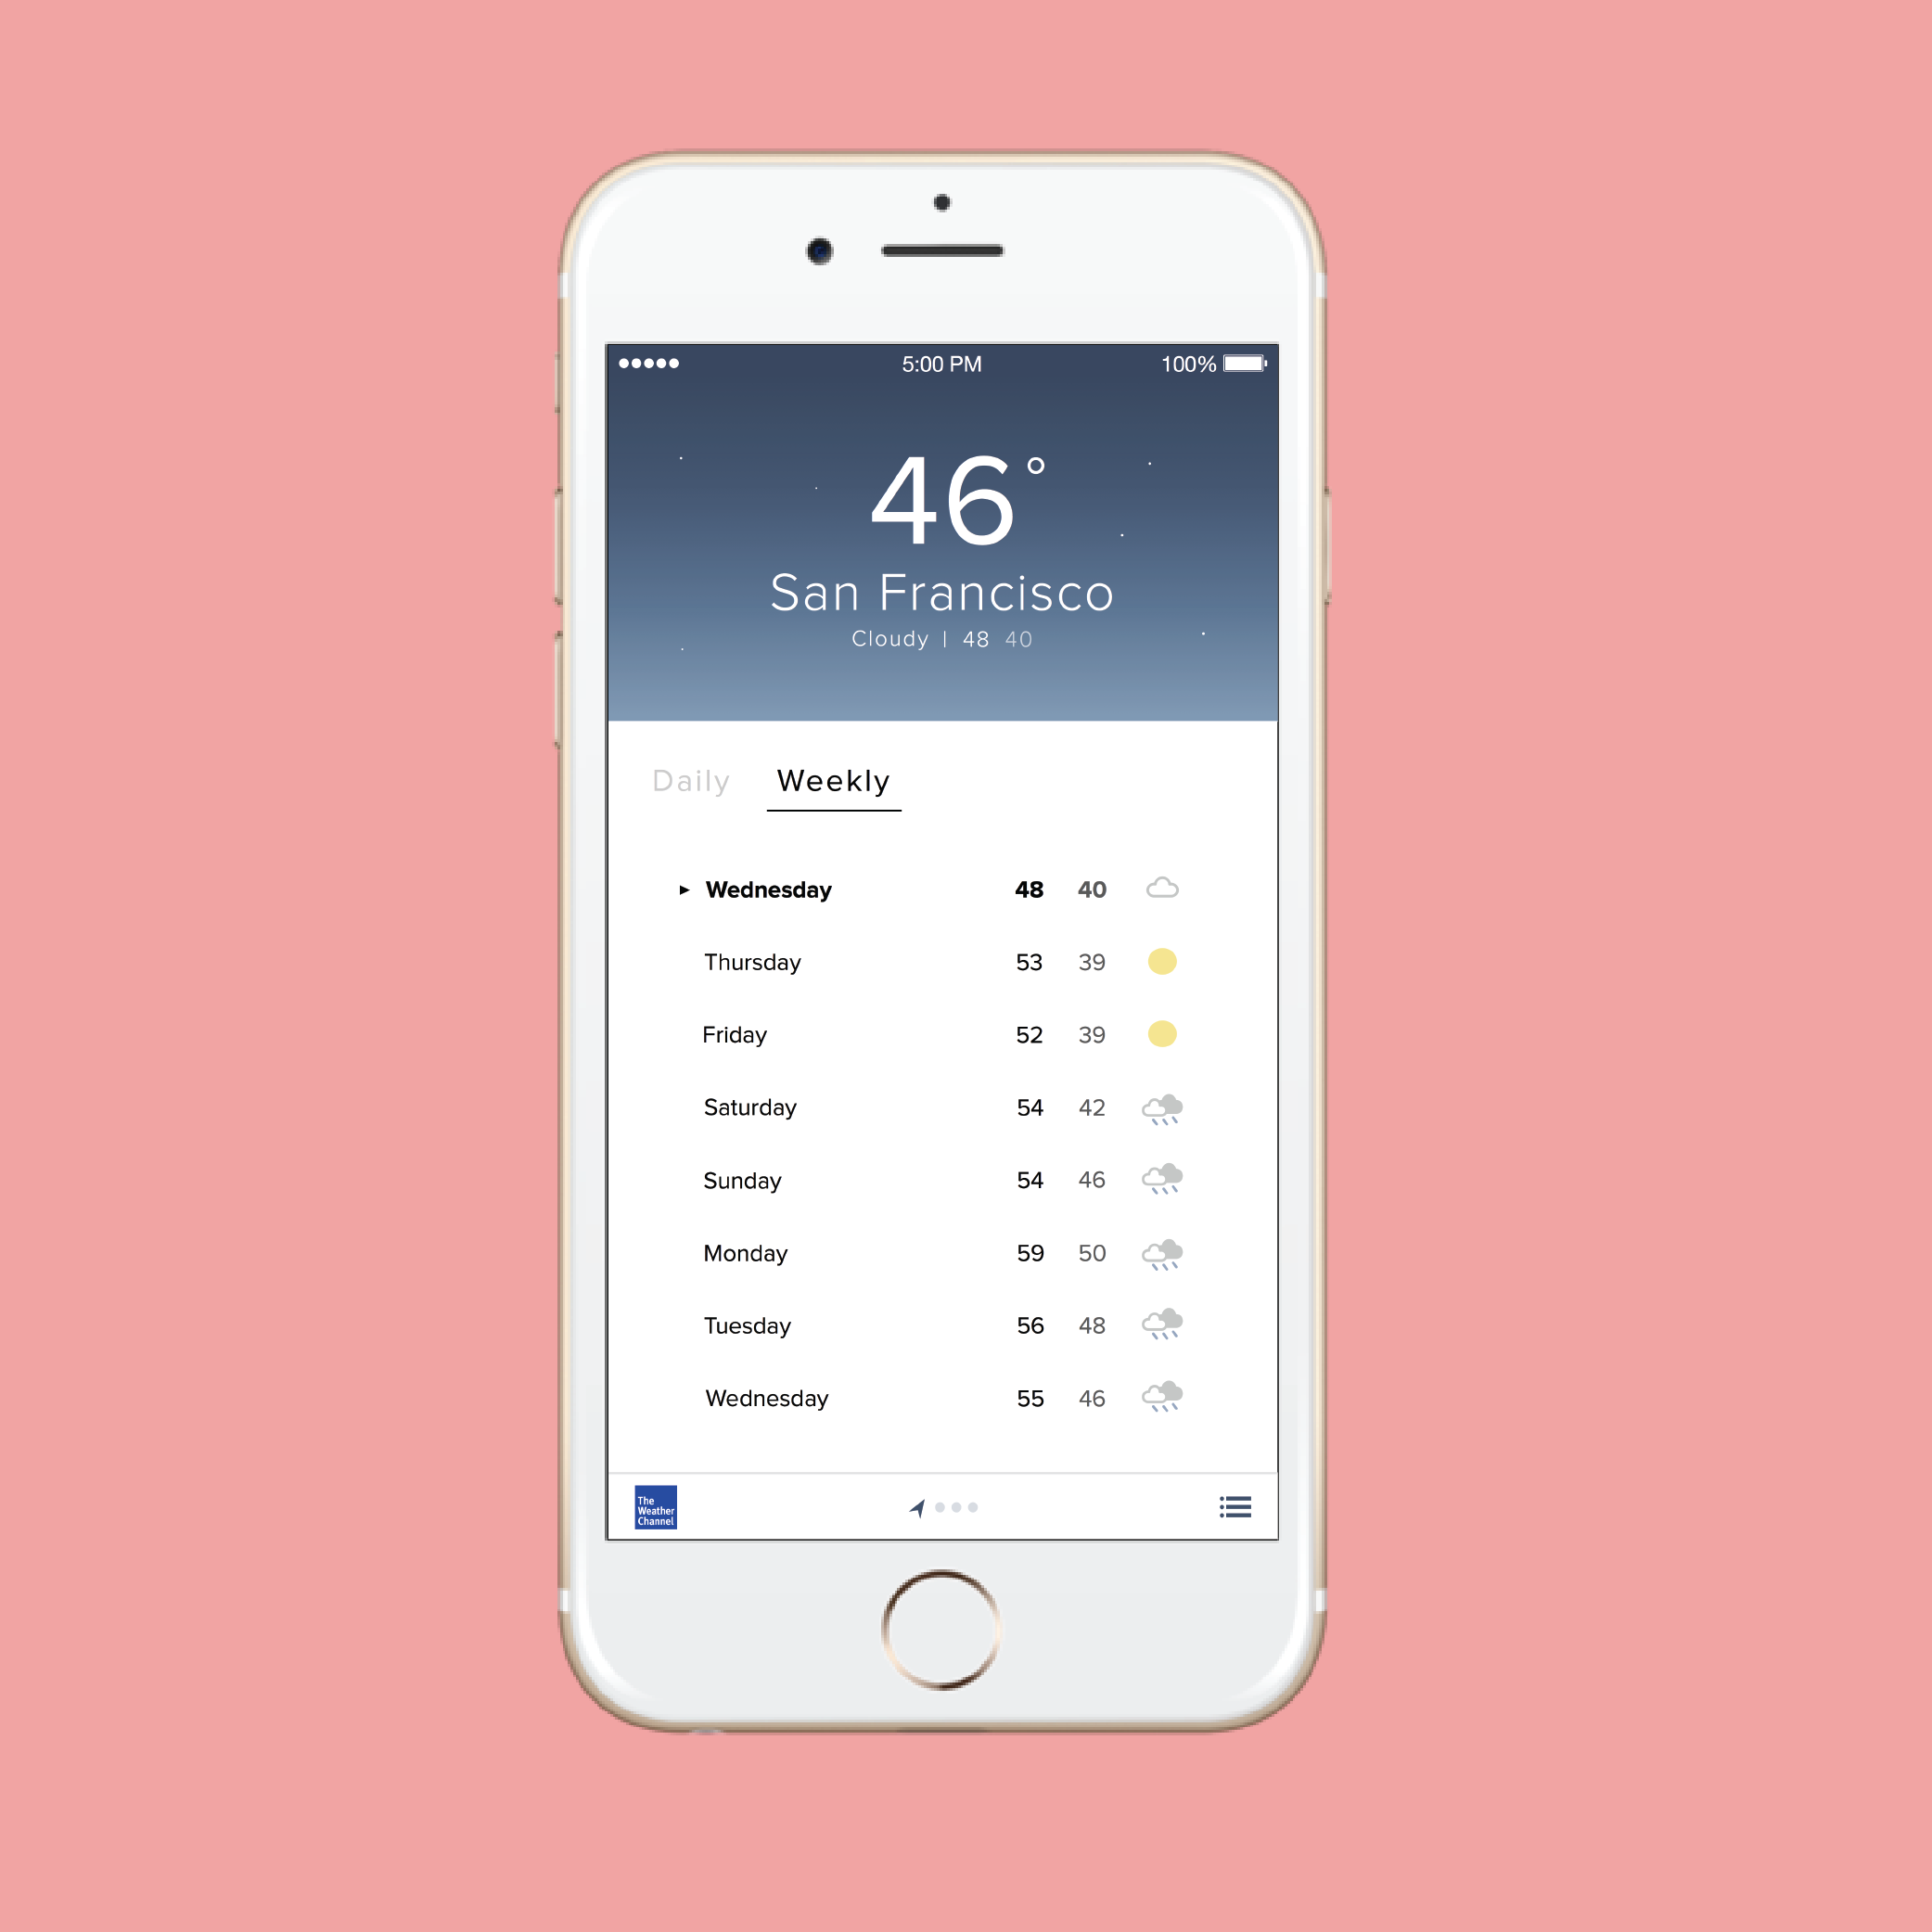 5:00 PM 100%
46°
San Francisco
Cloudy | 48 40
Daily Weekly
▸ Wednesday 48 40
Thursday 53 39
Friday 52 39
Saturday 54 42
Sunday 54 46
Monday 59 50
Tuesday 56 48
Wednesday 55 46
The
Weather
Channel